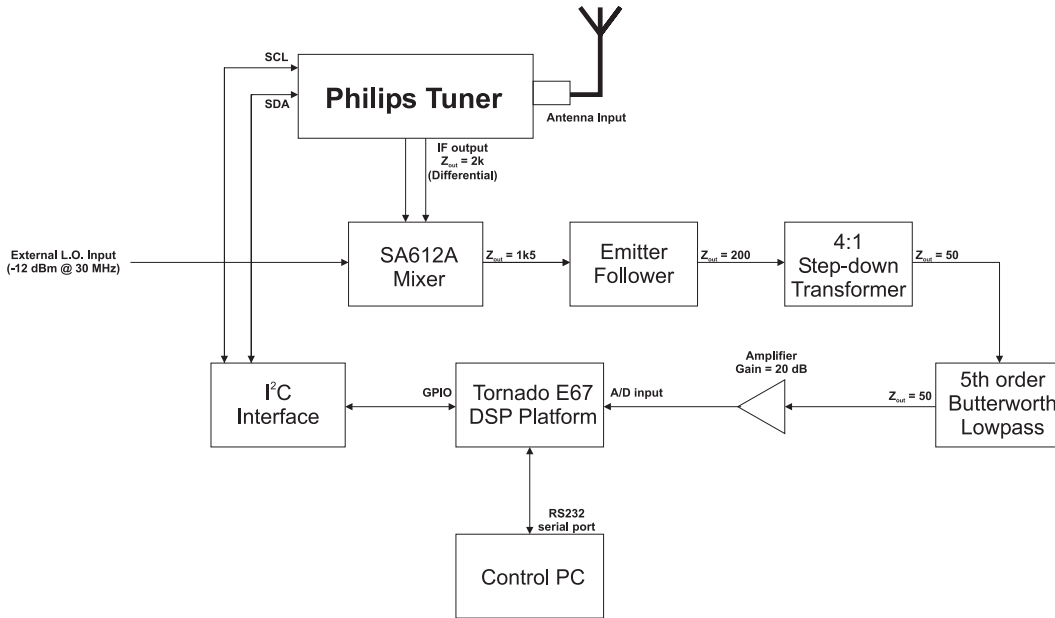 SCL
Philips Tuner
SDA
Antenna Input
IF output
Zout = 2k
(Differential)
External L.O. Input
(-12 dBm @ 30 MHz)
SA612A
Mixer
Zout = 1k5
Emitter
Follower
Zout = 200
4:1
Step-down
Transformer
Zout = 50
I²C
Interface
GPIO
Tornado E67
DSP Platform
A/D input
Amplifier
Gain = 20 dB
Zout = 50
5th order
Butterworth
Lowpass
RS232
serial port
Control PC